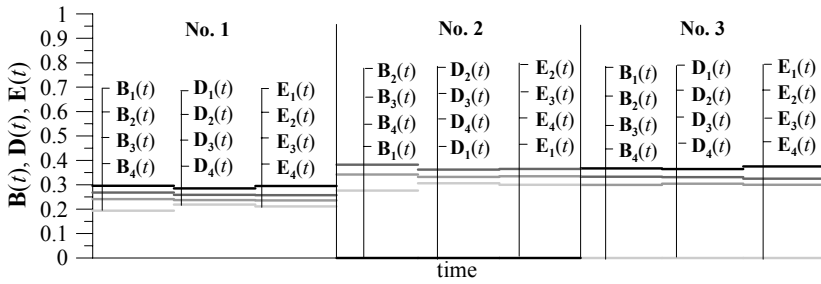 B(t), D(t), E(t)
1
0.9
0.8
0.7
0.6
0.5
0.4
0.3
0.2
0.1
0
No. 1
B₁(t) D₁(t) E₁(t)
B₂(t) D₂(t) E₂(t)
B₃(t) D₃(t) E₃(t)
B₄(t) D₄(t) E₄(t)
No. 2
B₂(t) D₂(t) E₂(t)
B₃(t) D₃(t) E₃(t)
B₄(t) D₄(t) E₄(t)
B₁(t) D₁(t) E₁(t)
No. 3
B₁(t) D₁(t) E₁(t)
B₂(t) D₂(t) E₂(t)
B₃(t) D₃(t) E₃(t)
B₄(t) D₄(t) E₄(t)
time